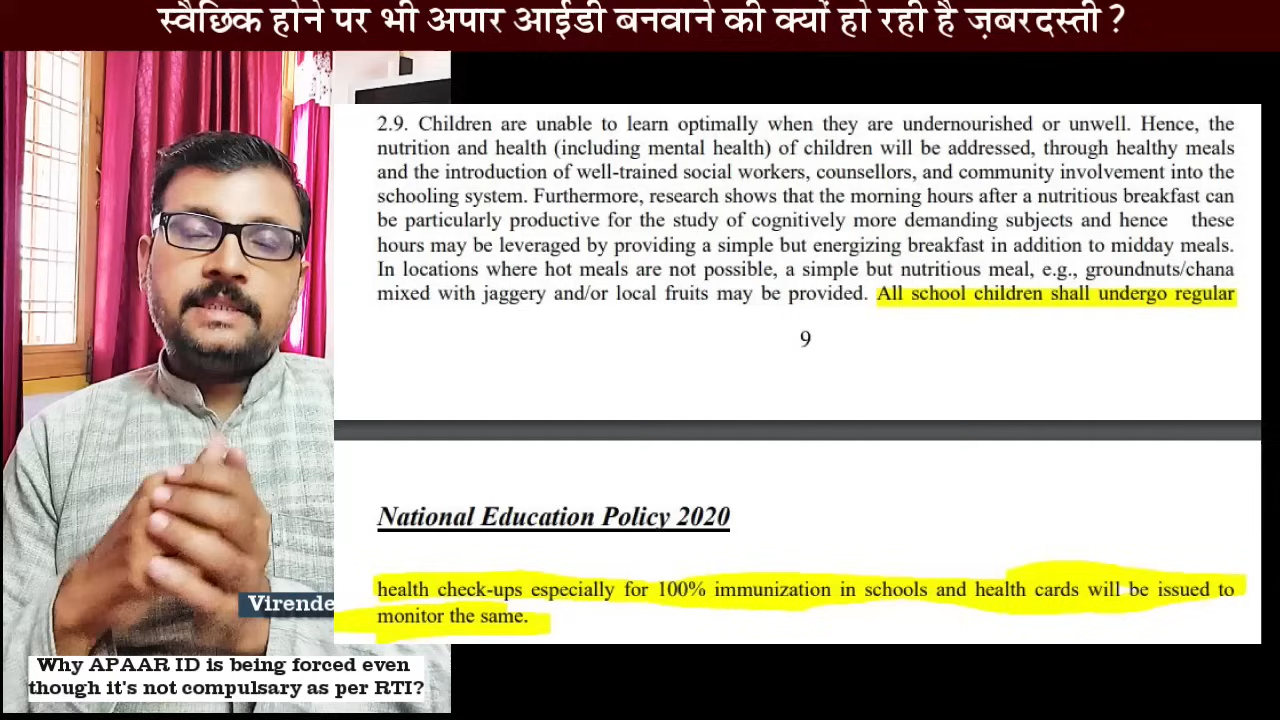 स्वैछिक होने पर भी अपार आईडी बनवाने की क्यों हो रही है ज़बरदस्ती ?
2.9. Children are unable to learn optimally when they are undernourished or unwell. Hence, the
nutrition and health (including mental health) of children will be addressed, through healthy meals
and the introduction of well-trained social workers, counsellors, and community involvement into the
schooling system. Furthermore, research shows that the morning hours after a nutritious breakfast can
be particularly productive for the study of cognitively more demanding subjects and hence these
hours may be leveraged by providing a simple but energizing breakfast in addition to midday meals.
In locations where hot meals are not possible, a simple but nutritious meal, e.g., groundnuts/chana
mixed with jaggery and/or local fruits may be provided. All school children shall undergo regular
9
National Education Policy 2020
health check-ups especially for 100% immunization in schools and health cards will be issued to
monitor the same.
Virende
Why APAAR ID is being forced even
though it's not compulsary as per RTI?